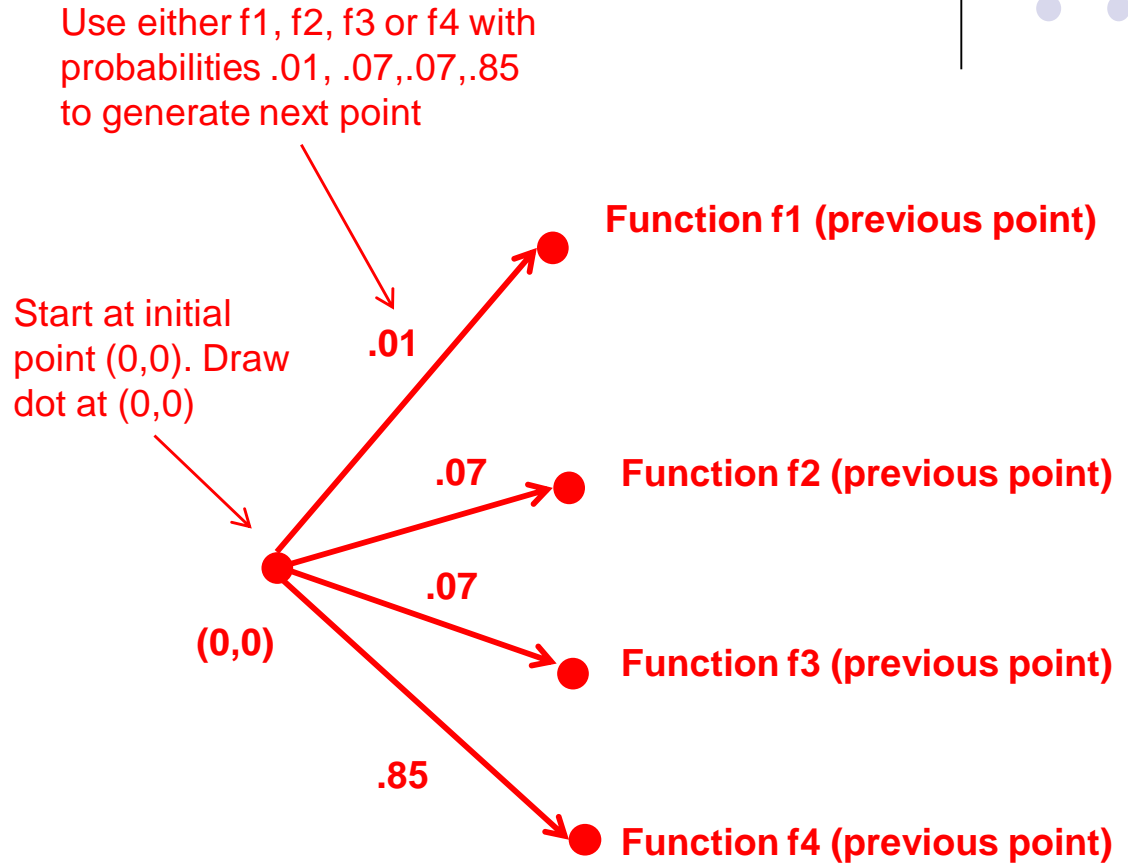 Use either f1, f2, f3 or f4 with
probabilities .01, .07,.07,.85
to generate next point
Function f1 (previous point)
Start at initial
point (0,0). Draw
dot at (0,0)
.01
.07
Function f2 (previous point)
.07
(0,0)
Function f3 (previous point)
.85
Function f4 (previous point)